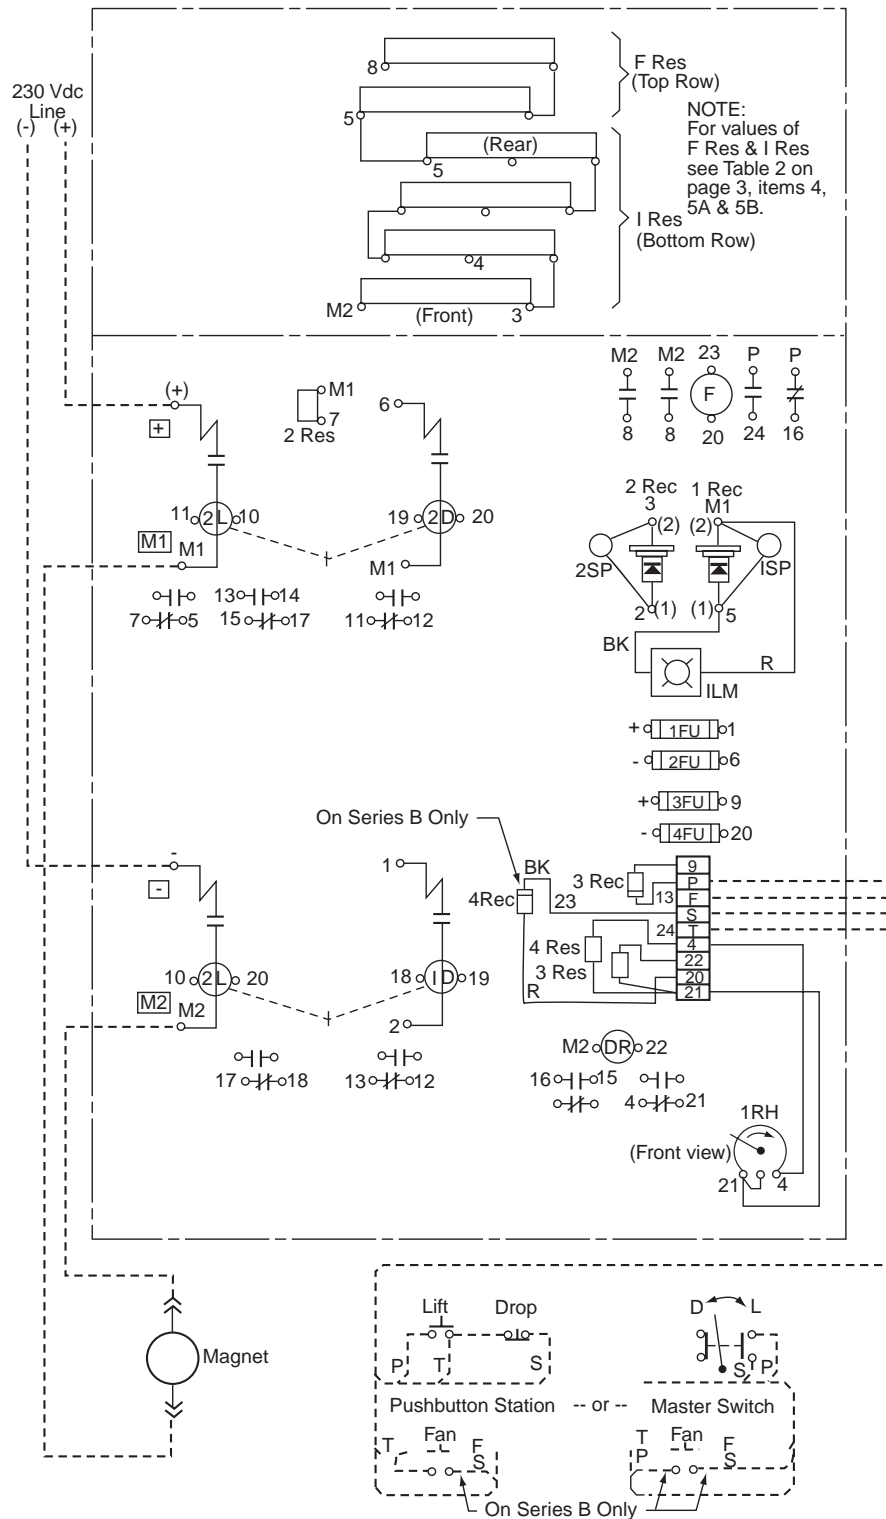 8
F Res
(Top Row)
230 Vdc
Line
(-) (+)
5
NOTE:
For values of
F Res & I Res
see Table 2 on
page 3, items 4,
5A & 5B.
(Rear)
5
I Res
(Bottom Row)
4
M2
(Front)
3
M2 M2 23 P P
F
8 8 20 24 16
(+)
+
M1
7
2 Res
6
11 2L 10
19 2D 20
M1 M1
M1
13 14
7 5 15 17
11 12
2 Rec 1 Rec
3 M1
(2) (2)
2SP ISP
2 (1) (1) 5
BK
R
ILM
+ 1FU 1
- 2FU 6
+ 3FU 9
- 4FU 20
On Series B Only
-
-
1
BK
4Rec
23
3 Rec
13
9
P
F
S
24 T
4
22
20
21
4 Res
3 Res
R
10 2L 20
18 I D 19
M2 M2
2
17 18
13 12
M2 DR 22
16 15
4 21
1RH
(Front view)
21 4
Magnet
Lift Drop
P T S
D L
S P
Pushbutton Station -- or -- Master Switch
T Fan F
S
T Fan F
P S
On Series B Only